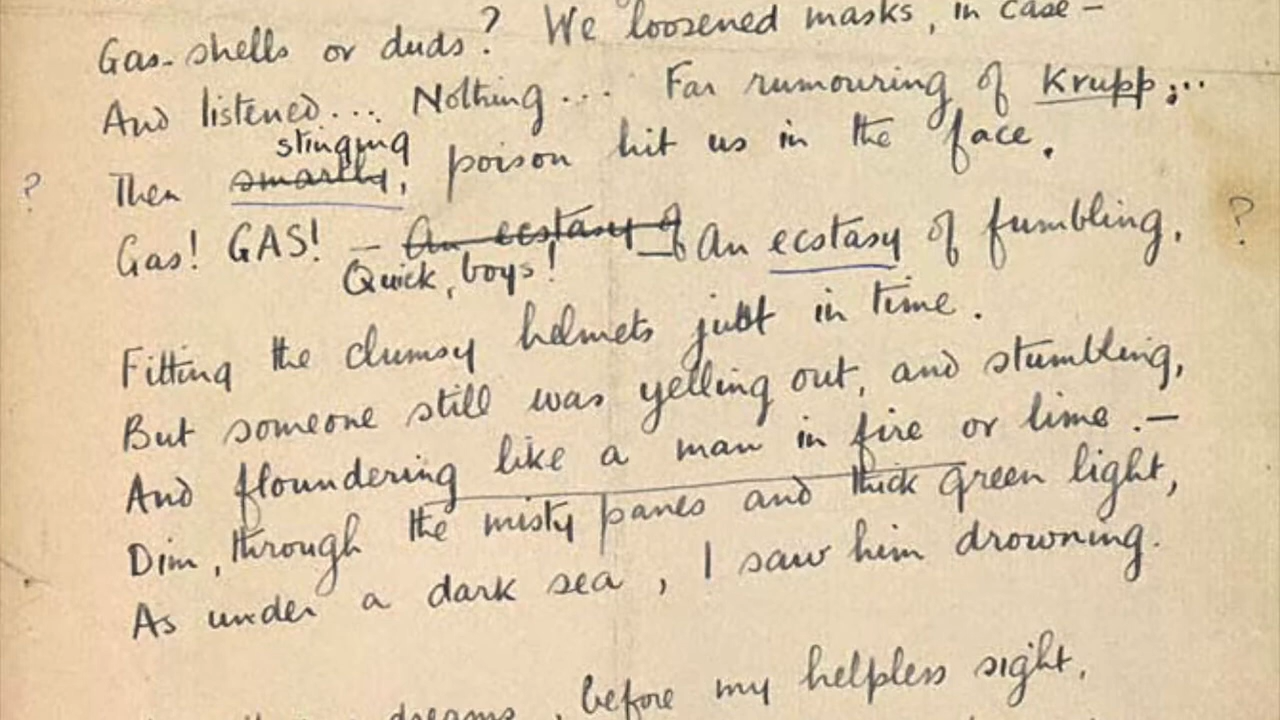 Gas-shells or duds? We loosened masks, in case –
And listened.... Nothing.... Far rumouring of Krupp;..
stinging
? Then smartly, poison hit us in the face.
Gas! GAS! – An ecstasy of – An ecstasy of fumbling, ?
Quick, boys!
Fitting the clumsy helmets just in time.
But someone still was yelling out, and stumbling,
And floundering like a man in fire or lime.–
Dim, through the misty panes and thick green light,
As under a dark sea, I saw him drowning.
dreams, before my helpless sight,